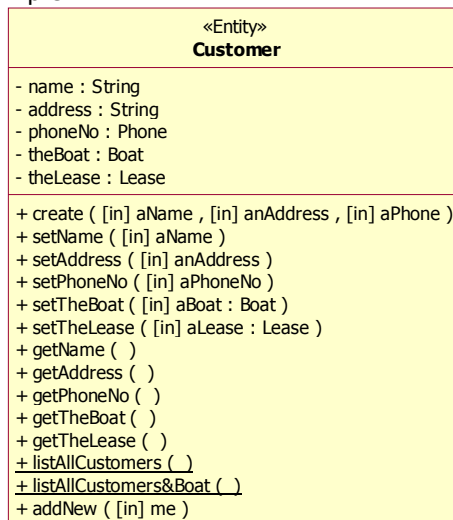 «Entity»
Customer
- name : String
- address : String
- phoneNo : Phone
- theBoat : Boat
- theLease : Lease
+ create ( [in] aName , [in] anAddress , [in] aPhone )
+ setName ( [in] aName )
+ setAddress ( [in] anAddress )
+ setPhoneNo ( [in] aPhoneNo )
+ setTheBoat ( [in] aBoat : Boat )
+ setTheLease ( [in] aLease : Lease )
+ getName ( )
+ getAddress ( )
+ getPhoneNo ( )
+ getTheBoat ( )
+ getTheLease ( )
+ listAllCustomers ( )
+ listAllCustomers&Boat ( )
+ addNew ( [in] me )